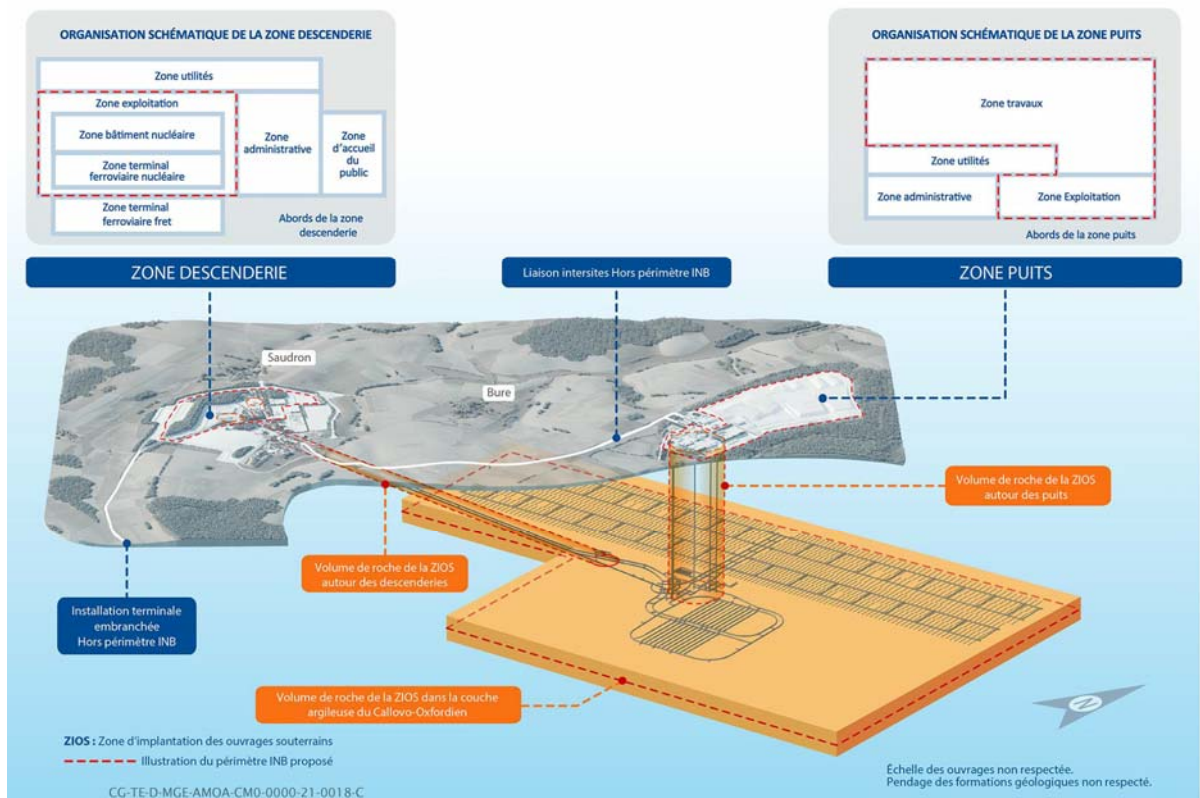 ORGANISATION SCHÉMATIQUE DE LA ZONE DESCENDERIE
Zone utilités
Zone exploitation
Zone bâtiment nucléaire
Zone terminal
ferroviaire nucléaire
Zone
administrative
Zone
d'accueil
du
public
Zone terminal
ferroviaire fret
Abords de la zone
descenderie
ORGANISATION SCHÉMATIQUE DE LA ZONE PUITS
Zone travaux
Zone utilités
Zone administrative
Zone Exploitation
Abords de la zone puits
ZONE DESCENDERIE
Liaison intersites Hors périmètre INB
ZONE PUITS
Saudron
Bure
Volume de roche de la ZIOS
autour des puits
Volume de roche de la ZIOS
autour des descenderies
Installation terminale
embranchée
Hors périmètre INB
Volume de roche de la ZIOS dans la couche
argileuse du Callovo-Oxfordien
N
ZIOS : Zone d'implantation des ouvrages souterrains
Illustration du périmètre INB proposé
Échelle des ouvrages non respectée.
Pendage des formations géologiques non respecté.
CG-TE-D-MGE-AMOA-CM0-0000-21-0018-C